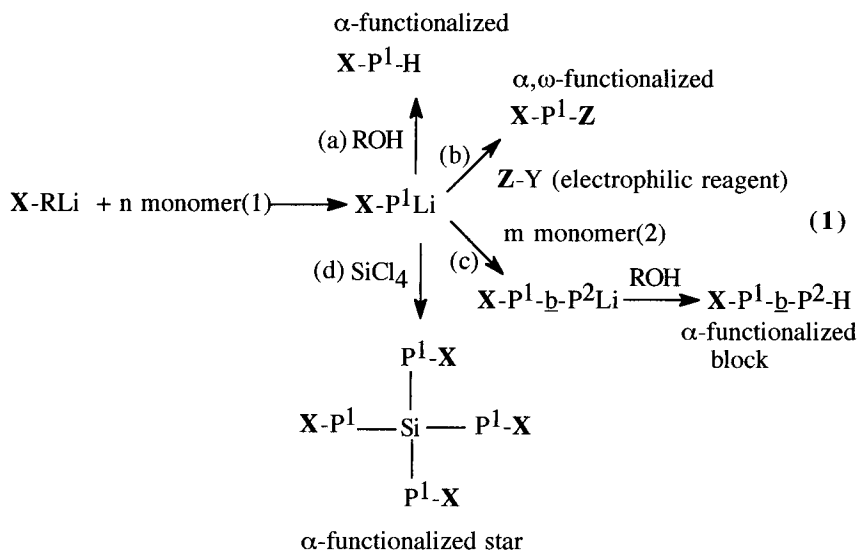 α-functionalized
X-P¹-H
α,ω-functionalized
X-P¹-Z
(a) ROH
(b)
Z-Y (electrophilic reagent)
X-RLi + n monomer(1)
X-P¹Li
(1)
m monomer(2)
(c)
(d) SiCl₄
X-P¹-b-P²Li
ROH
X-P¹-b-P²-H
α-functionalized
block
P¹-X
X-P¹
Si
P¹-X
P¹-X
α-functionalized star